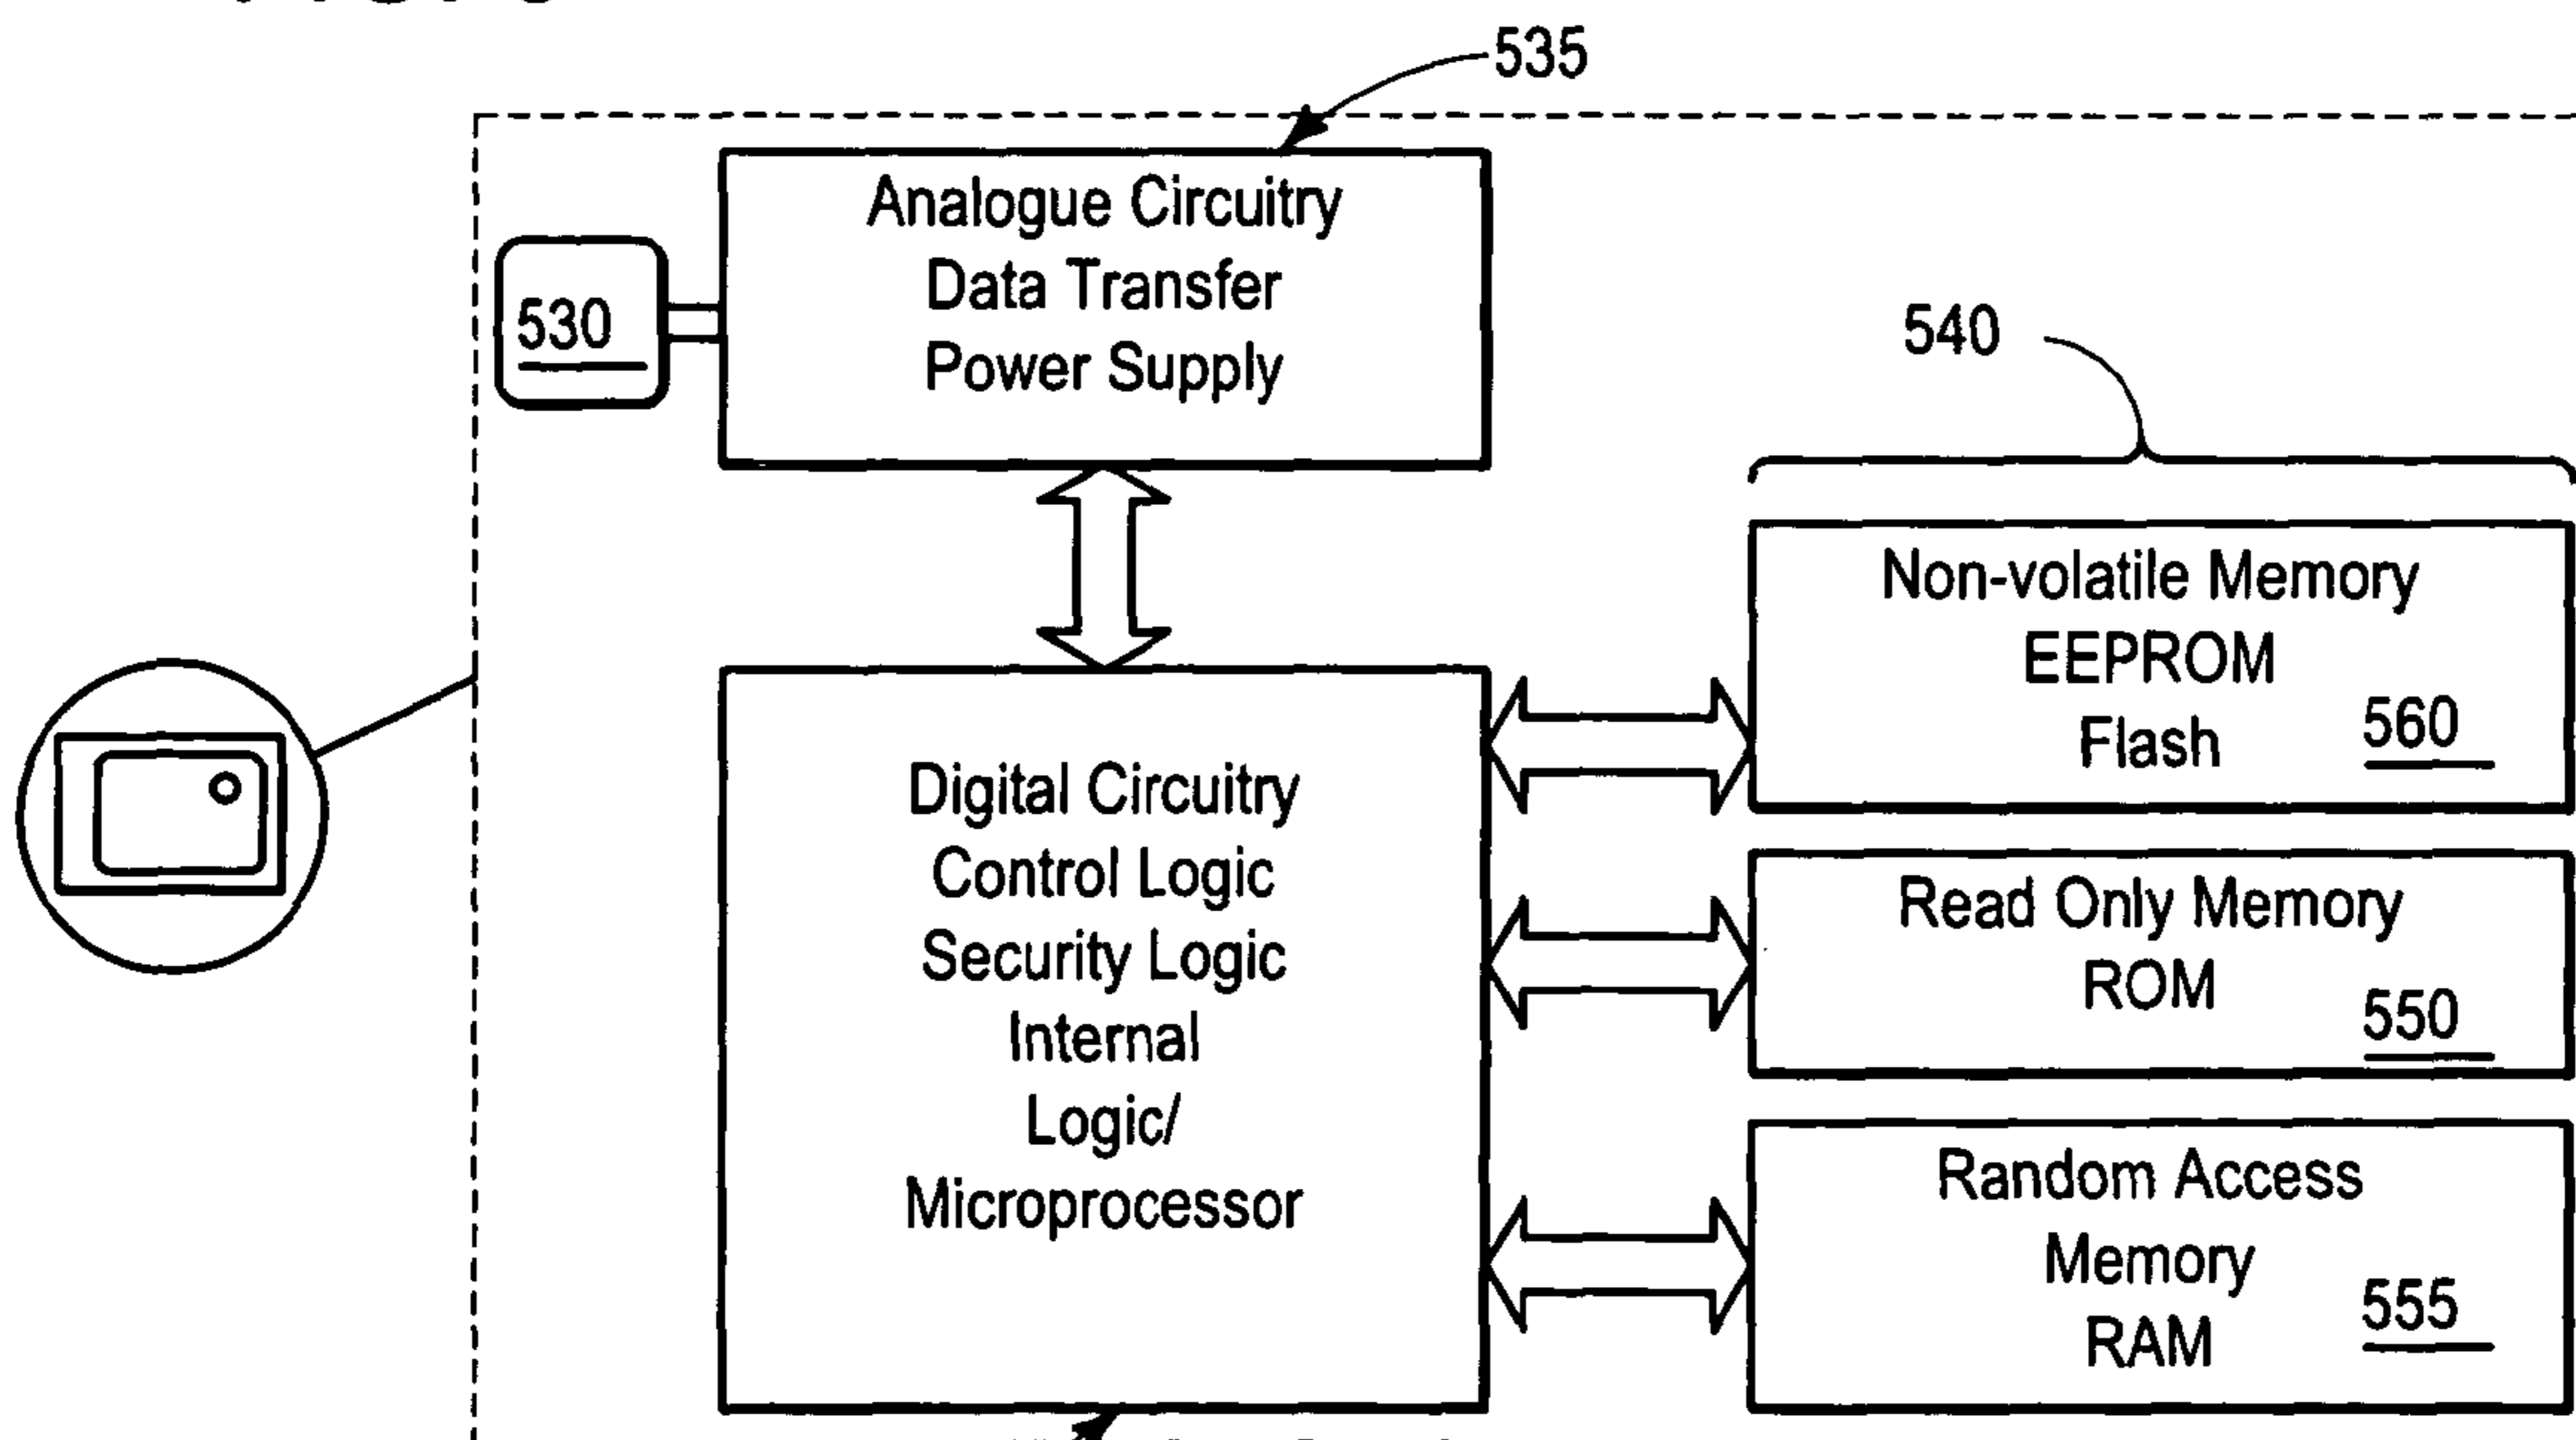 535
Analogue Circuitry
Data Transfer
Power Supply
530
540
Non-volatile Memory
EEPROM
Flash
560
Digital Circuitry
Control Logic
Security Logic
Internal
Logic/
Microprocessor
Read Only Memory
ROM
550
Random Access
Memory
RAM
555